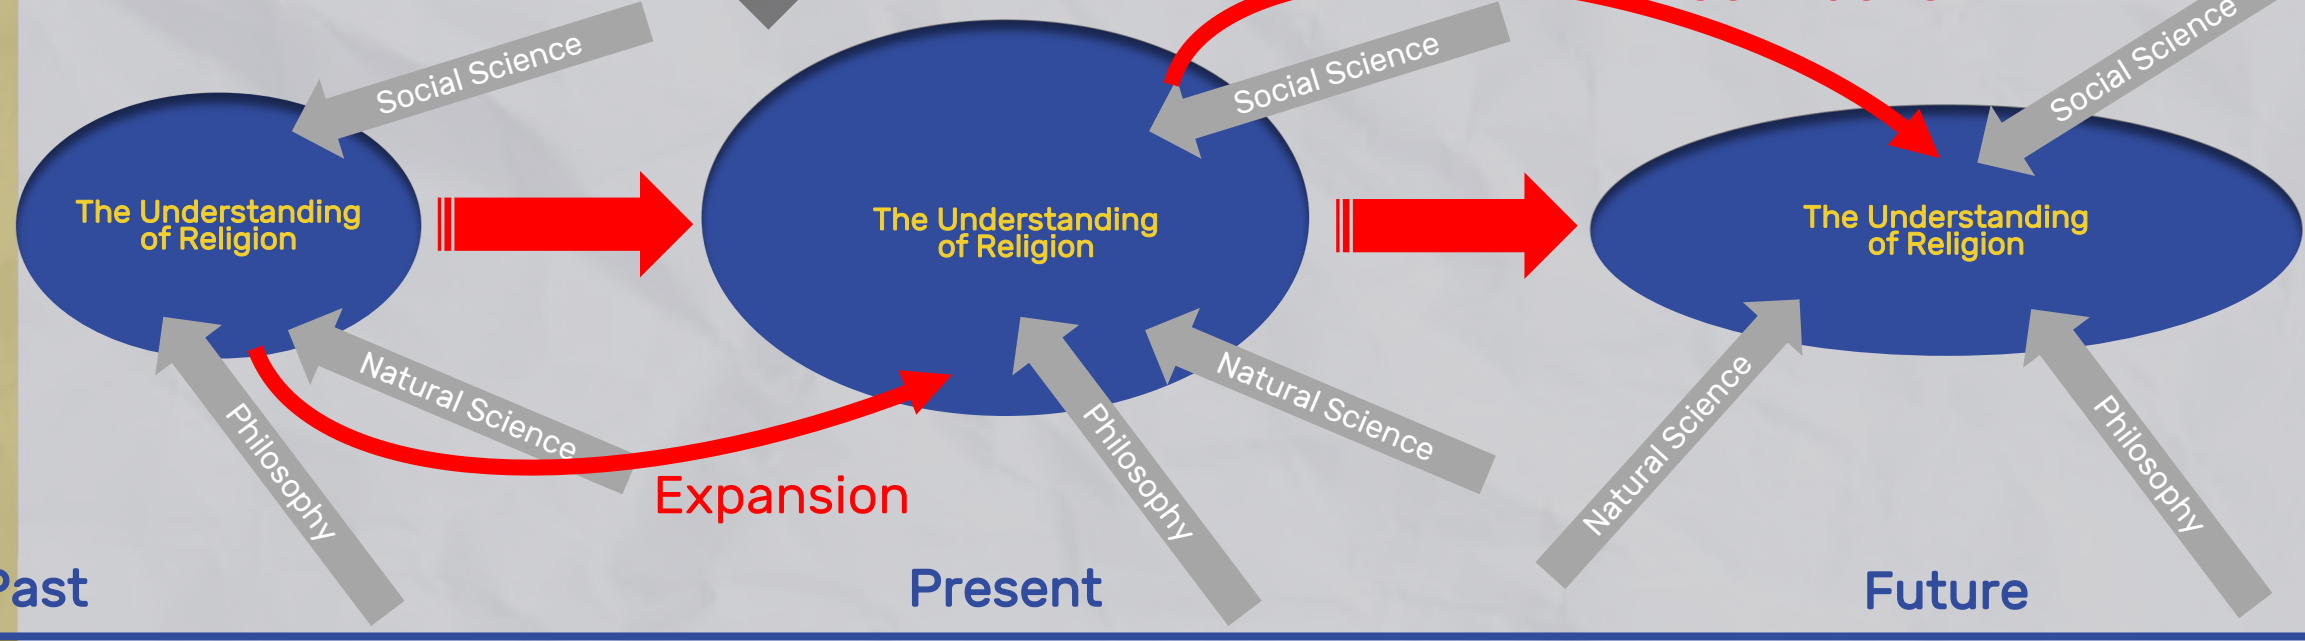 Social Science
Social Science
Social Science
The Understanding
of Religion
The Understanding
of Religion
The Understanding
of Religion
Natural Science
Philosophy
Expansion
Natural Science
Philosophy
Natural Science
Philosophy
Past
Present
Future